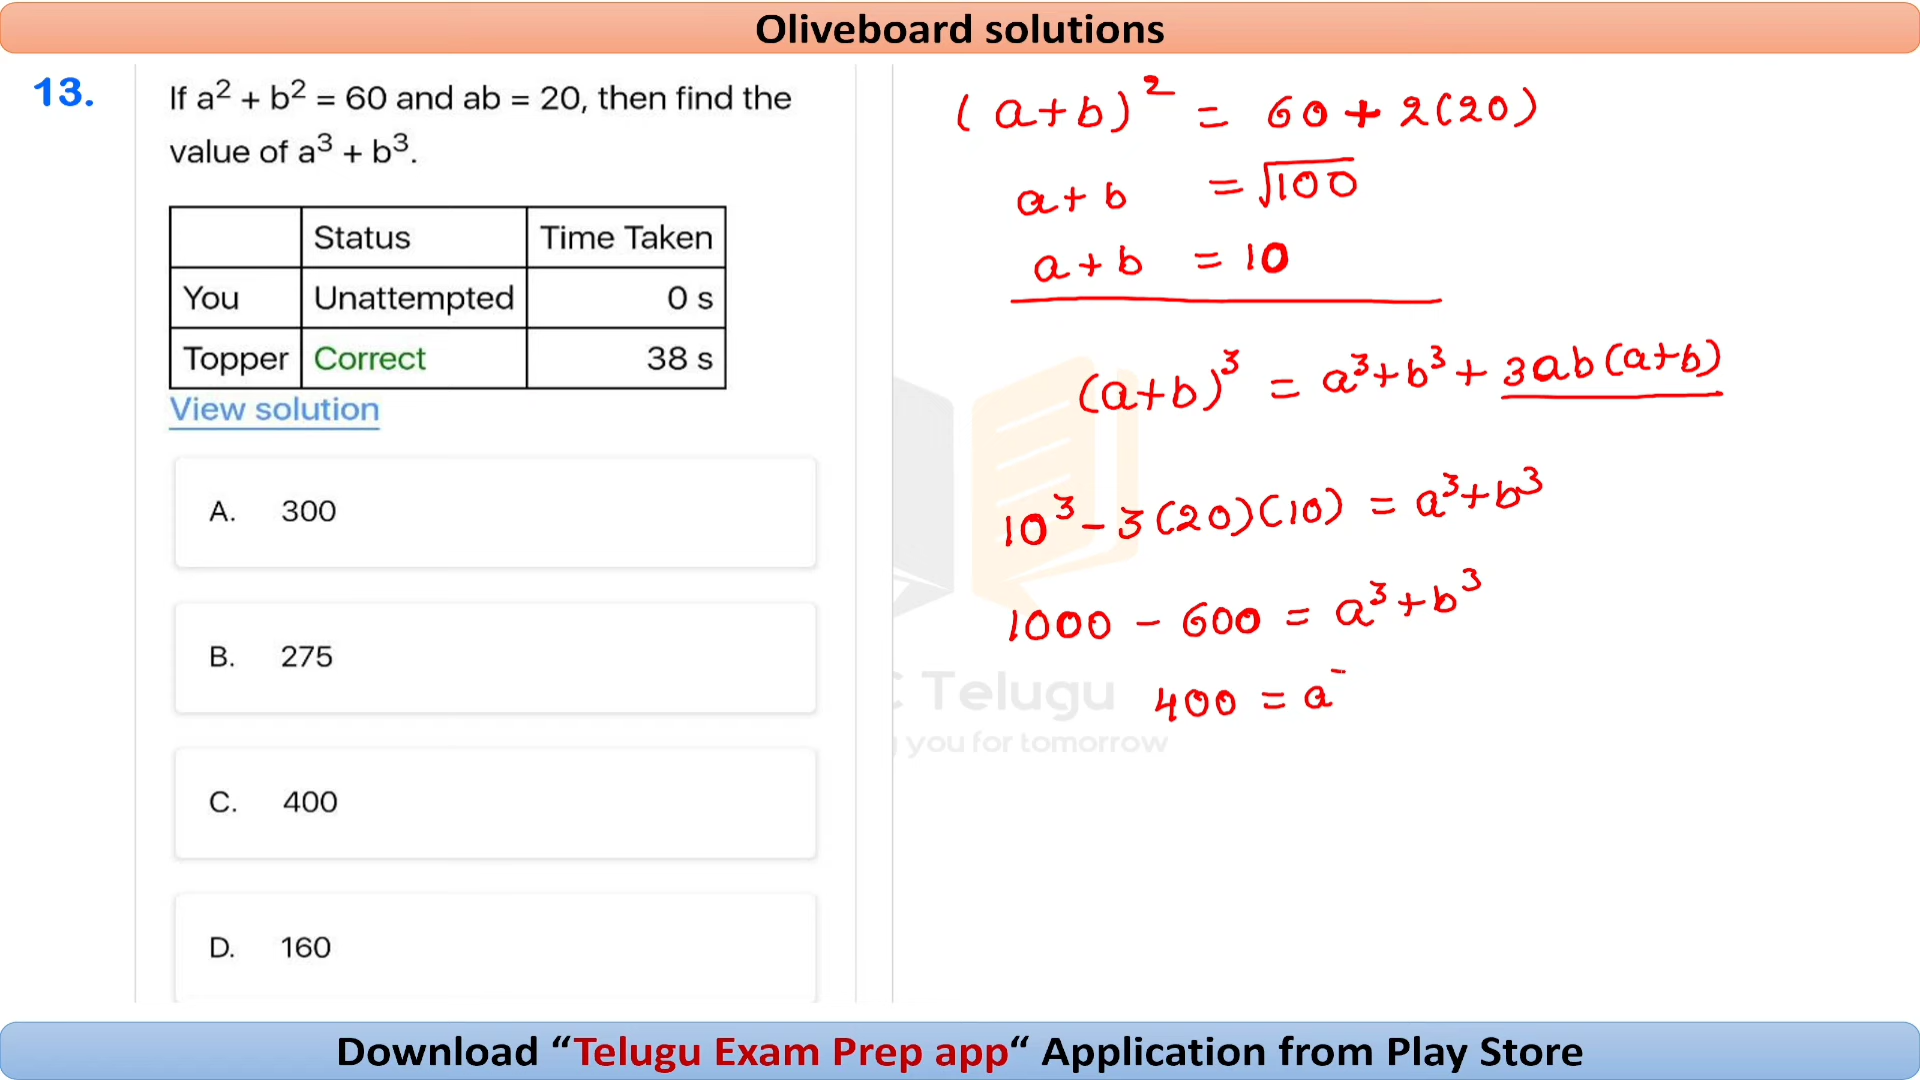 Oliveboard solutions
13.
If a² + b² = 60 and ab = 20, then find the
value of a³ + b³.
Status Time Taken
You Unattempted 0 s
Topper Correct 38 s
View solution
A. 300
B. 275
C. 400
D. 160
(a+b)² = 60 + 2(20)
a+b = √100
a+b = 10
(a+b)³ = a³+b³+3ab(a+b)
10³-3(20)(10) = a³+b³
1000 - 600 = a³+b³
400 = a
Telugu
you for tomorrow
Download “Telugu Exam Prep app“ Application from Play Store